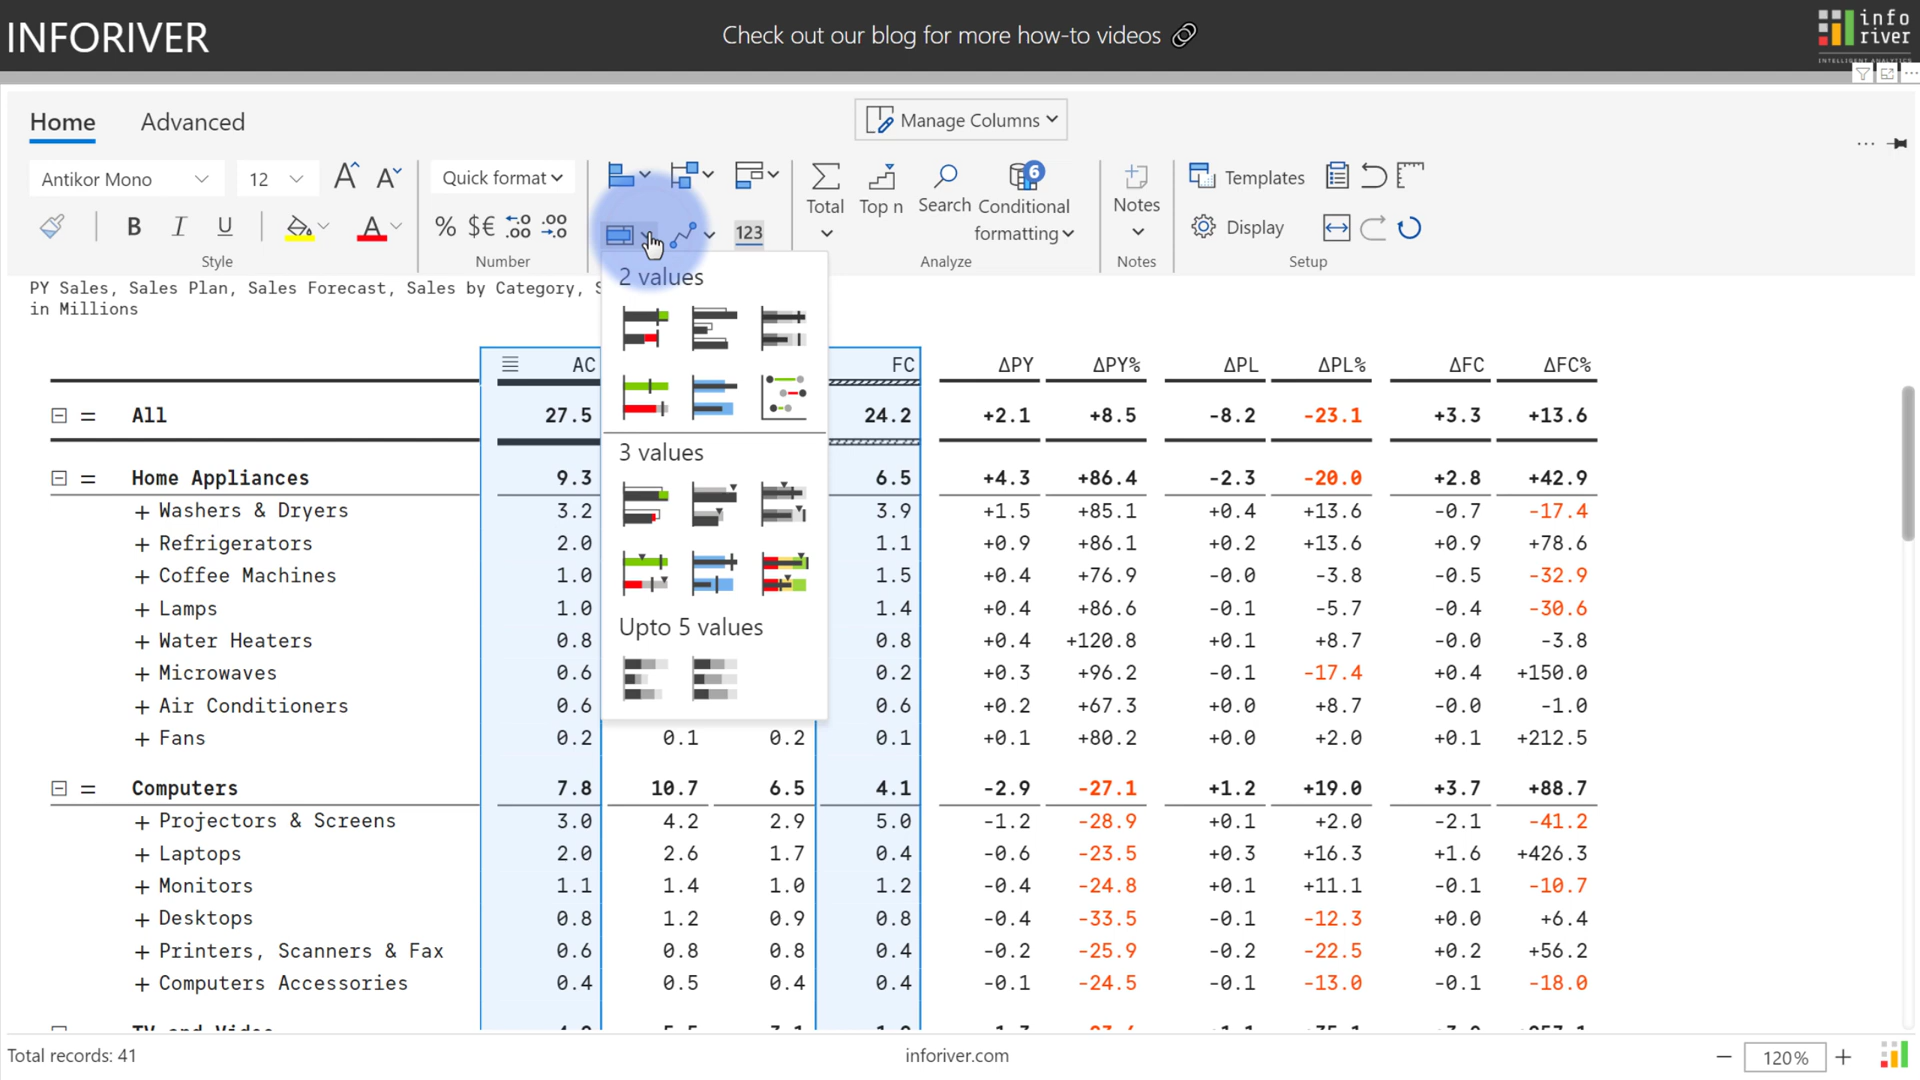 INFORIVER
Check out our blog for more how-to videos
info
river
INTELLIGENT ANALYTICS
Home Advanced
Manage Columns
Antikor Mono 12 A A Quick format
B I U A % $€ .0 .00 123
Total Top n Search Conditional formatting 6
Notes
Templates
Display
Style Number Analyze Notes Setup
PY Sales, Sales Plan, Sales Forecast, Sales by Category, S
in Millions
2 values
3 values
Upto 5 values
AC FC ΔPY ΔPY% ΔPL ΔPL% ΔFC ΔFC%
= All 27.5 24.2 +2.1 +8.5 -8.2 -23.1 +3.3 +13.6
= Home Appliances 9.3 6.5 +4.3 +86.4 -2.3 -20.0 +2.8 +42.9
+ Washers & Dryers 3.2 3.9 +1.5 +85.1 +0.4 +13.6 -0.7 -17.4
+ Refrigerators 2.0 1.1 +0.9 +86.1 +0.2 +13.6 +0.9 +78.6
+ Coffee Machines 1.0 1.5 +0.4 +76.9 -0.0 -3.8 -0.5 -32.9
+ Lamps 1.0 1.4 +0.4 +86.6 -0.1 -5.7 -0.4 -30.6
+ Water Heaters 0.8 0.8 +0.4 +120.8 +0.1 +8.7 -0.0 -3.8
+ Microwaves 0.6 0.2 +0.3 +96.2 -0.1 -17.4 +0.4 +150.0
+ Air Conditioners 0.6 0.6 +0.2 +67.3 +0.0 +8.7 -0.0 -1.0
+ Fans 0.2 0.1 0.2 0.1 +0.1 +80.2 +0.0 +2.0 +0.1 +212.5
= Computers 7.8 10.7 6.5 4.1 -2.9 -27.1 +1.2 +19.0 +3.7 +88.7
+ Projectors & Screens 3.0 4.2 2.9 5.0 -1.2 -28.9 +0.1 +2.0 -2.1 -41.2
+ Laptops 2.0 2.6 1.7 0.4 -0.6 -23.5 +0.3 +16.3 +1.6 +426.3
+ Monitors 1.1 1.4 1.0 1.2 -0.4 -24.8 +0.1 +11.1 -0.1 -10.7
+ Desktops 0.8 1.2 0.9 0.8 -0.4 -33.5 -0.1 -12.3 +0.0 +6.4
+ Printers, Scanners & Fax 0.6 0.8 0.8 0.4 -0.2 -25.9 -0.2 -22.5 +0.2 +56.2
+ Computers Accessories 0.4 0.5 0.4 0.4 -0.1 -24.5 -0.1 -13.0 -0.1 -18.0
Total records: 41
inforiver.com
120%